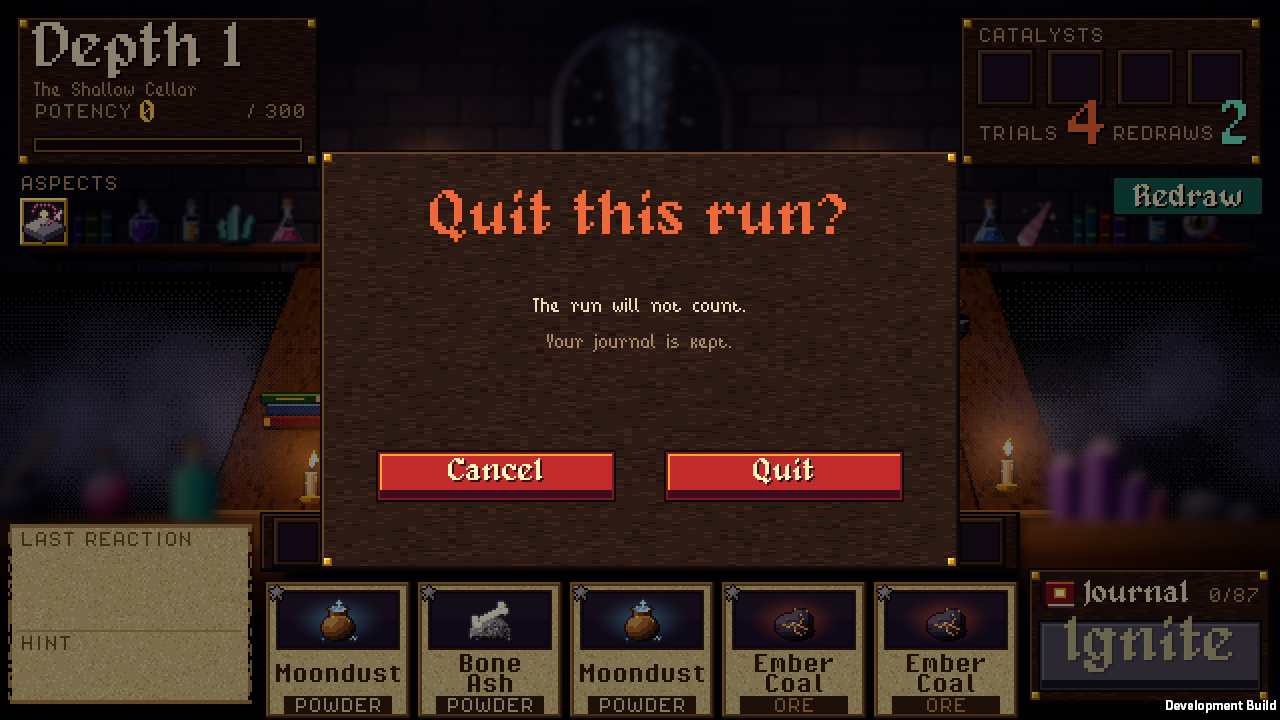 Depth 1
The Shallow Cellar
POTENCY 0 / 300
ASPECTS
CATALYSTS
TRIALS 4 REDRAWS 2
Redraw
Quit this run?
The run will not count.
Your journal is kept.
Cancel
Quit
LAST REACTION
HINT
Moondust
POWDER
Bone
Ash
POWDER
Moondust
POWDER
Ember
Coal
ORE
Ember
Coal
ORE
Journal 0/87
Ignite
Development Build